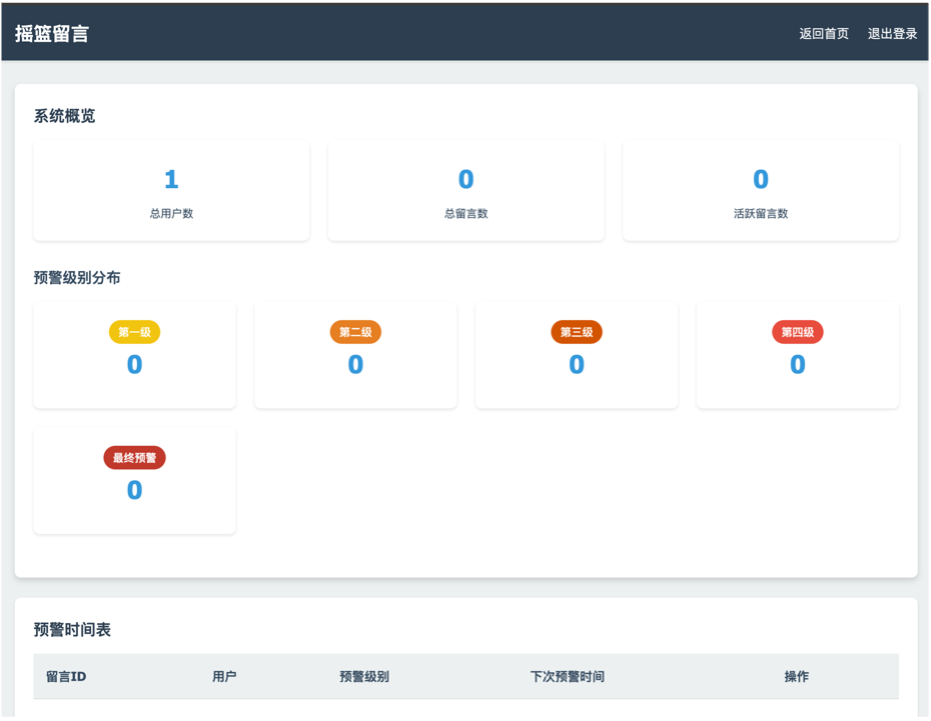 摇篮留言 返回首页 退出登录
系统概览
1 0 0
总用户数 总留言数 活跃留言数
预警级别分布
第一级 第二级 第三级 第四级
0 0 0 0
最终预警
0
预警时间表
留言ID 用户 预警级别 下次预警时间 操作